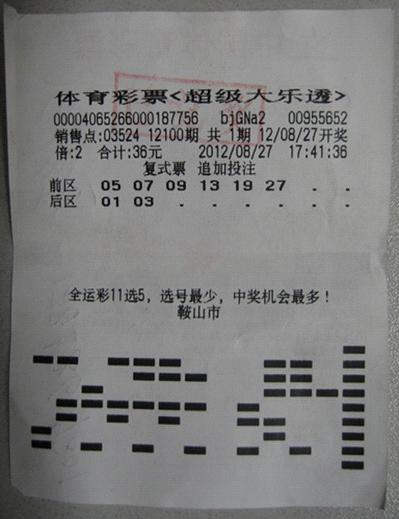 体育彩票<超级大乐透>
00004065266000187756 bjGNa2 00955652
销售点:03524 12100期 共 1期 12/08/27开奖
倍:2 合计:36元 2012/08/27 17:41:36
复式票 追加投注
前区 05 07 09 13 19 27 . .
后区 01 03 . . . . . .
全运彩11选5，选号最少，中奖机会最多！
鞍山市